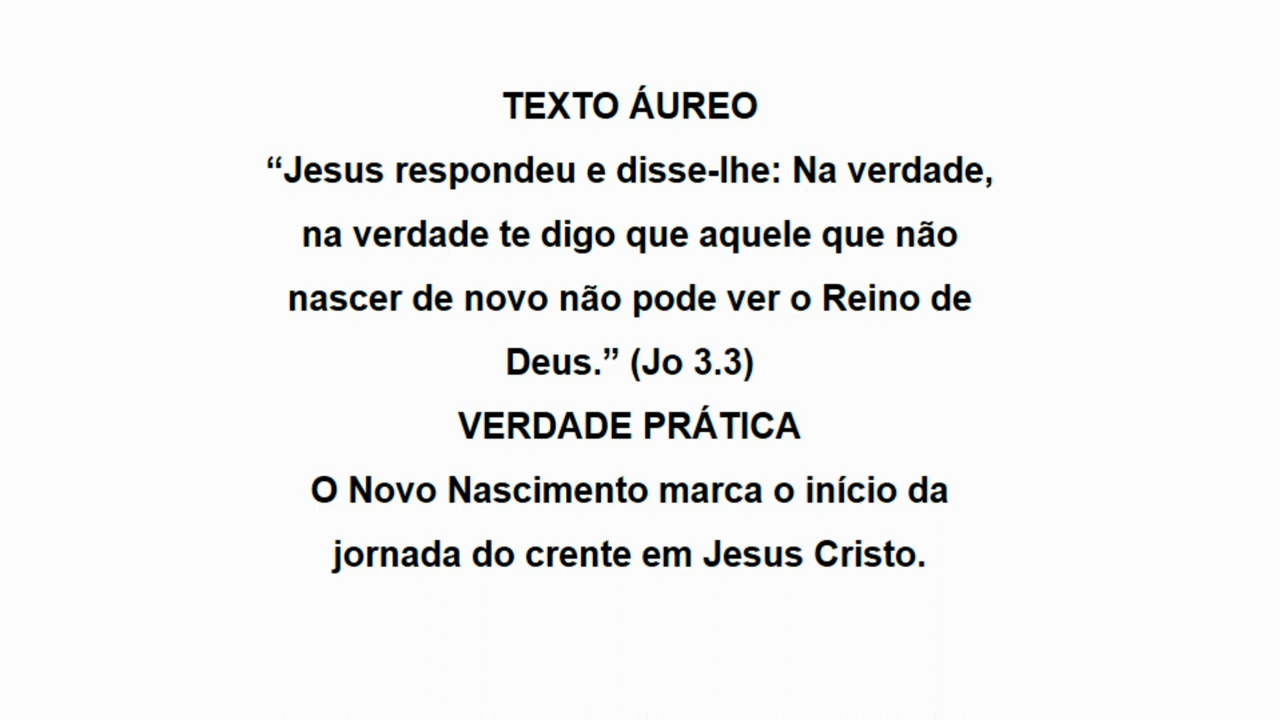 TEXTO ÁUREO
“Jesus respondeu e disse-lhe: Na verdade,
na verdade te digo que aquele que não
nascer de novo não pode ver o Reino de
Deus.” (Jo 3.3)
VERDADE PRÁTICA
O Novo Nascimento marca o início da
jornada do crente em Jesus Cristo.